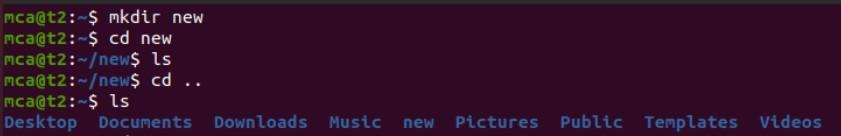 mca@t2:~$ mkdir new
mca@t2:~$ cd new
mca@t2:~/new$ ls
mca@t2:~/new$ cd ..
mca@t2:~$ ls
Desktop  Documents  Downloads  Music  new  Pictures  Public  Templates  Videos